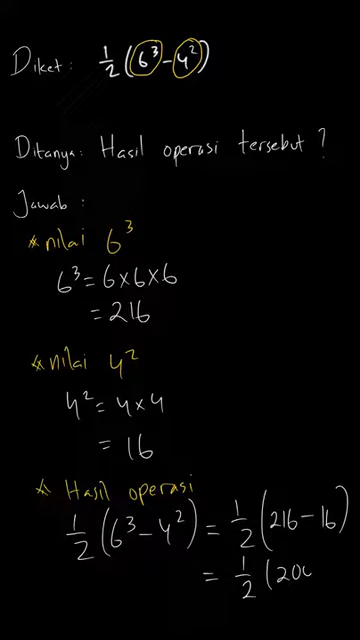 Diket: 1/2 (6³ - 4²)
Ditanya: Hasil operasi tersebut ?
Jawab :
* nilai 6³
6³ = 6 × 6 × 6
= 216
* nilai 4²
4² = 4 × 4
= 16
* Hasil operasi
1/2 (6³ - 4²) = 1/2 (216 - 16)
= 1/2 (200